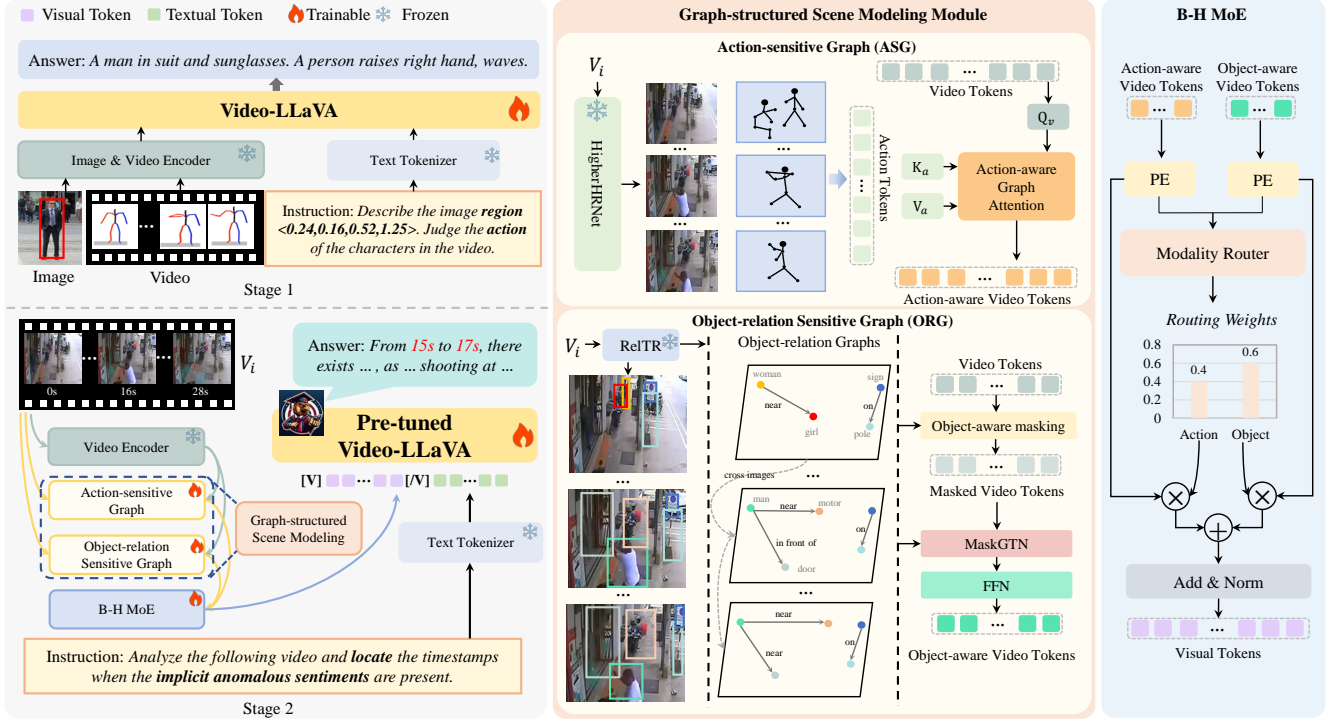 Visual Token
Textual Token
Trainable
Frozen
Answer: A man in suit and sunglasses. A person raises right hand, waves.
Video-LLaVA
Image & Video Encoder
Text Tokenizer
Instruction: Describe the image region
<0.24,0.16,0.52,1.25>. Judge the action
of the characters in the video.
...
Image
Video
Stage 1
0s
16s
28s
...
...
V_i
Answer: From 15s to 17s, there
exists ... , as ... shooting at ...
Pre-tuned
Video-LLaVA
Video Encoder
Action-sensitive
Graph
Object-relation
Sensitive Graph
B-H MoE
Graph-structured
Scene Modeling
[V]
...
[/V]
...
Text Tokenizer
Instruction: Analyze the following video and locate the timestamps
when the implicit anomalous sentiments are present.
Stage 2
Graph-structured Scene Modeling Module
Action-sensitive Graph (ASG)
V_i
HigherHRNet
...
...
...
...
Action Tokens
...
...
Video Tokens
Q_v
K_a
V_a
Action-aware
Graph
Attention
...
Action-aware Video Tokens
Object-relation Sensitive Graph (ORG)
V_i
RelTR
...
...
Object-relation Graphs
woman
near
girl
sign
on
pole
cross images
...
man
near
motor
in front of
door
on
...
near
on
Video Tokens
...
Object-aware masking
...
Masked Video Tokens
MaskGTN
FFN
...
Object-aware Video Tokens
B-H MoE
Action-aware
Video Tokens
Object-aware
Video Tokens
...
...
PE
PE
Modality Router
Routing Weights
0.8
0.6
0.4
0.2
0
0.4
0.6
Action
Object
×
×
+
Add & Norm
...
Visual Tokens